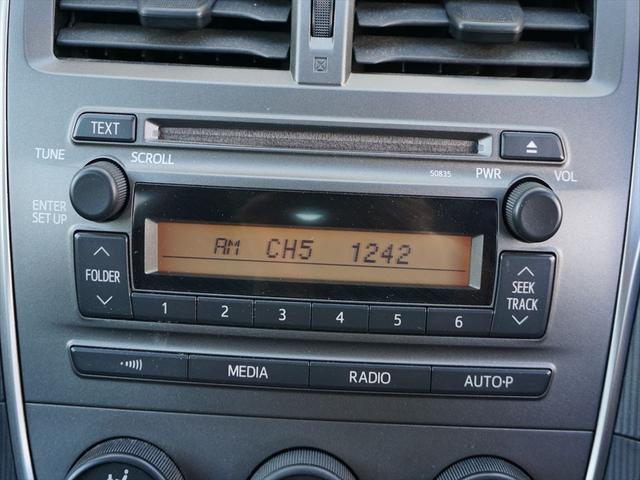 TEXT
TUNE
SCROLL
S0835
PWR
VOL
ENTER
SET UP
AM CH5 1242
FOLDER
SEEK
TRACK
1 2 3 4 5 6
MEDIA RADIO AUTO·P